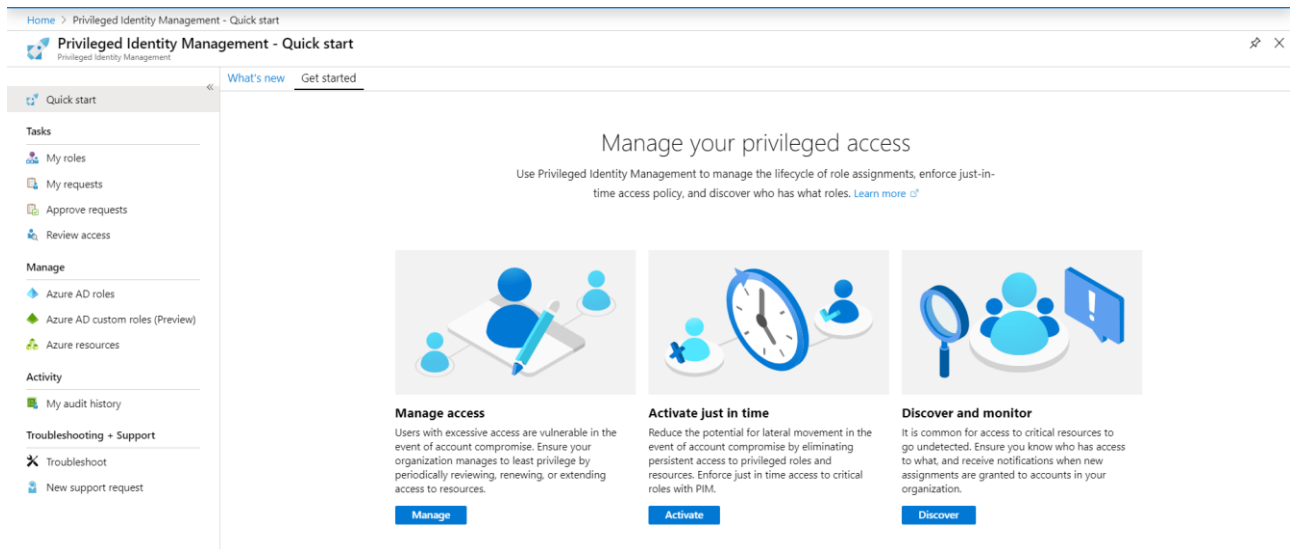 Home > Privileged Identity Management - Quick start
Privileged Identity Management - Quick start
Privileged Identity Management
«
Quick start
Tasks
My roles
My requests
Approve requests
Review access
Manage
Azure AD roles
Azure AD custom roles (Preview)
Azure resources
Activity
My audit history
Troubleshooting + Support
Troubleshoot
New support request
What's new Get started
Manage your privileged access
Use Privileged Identity Management to manage the lifecycle of role assignments, enforce just-in-
time access policy, and discover who has what roles. Learn more
Manage access
Users with excessive access are vulnerable in the
event of account compromise. Ensure your
organization manages to least privilege by
periodically reviewing, renewing, or extending
access to resources.
Manage
Activate just in time
Reduce the potential for lateral movement in the
event of account compromise by eliminating
persistent access to privileged roles and
resources. Enforce just in time access to critical
roles with PIM.
Activate
Discover and monitor
It is common for access to critical resources to
go undetected. Ensure you know who has access
to what, and receive notifications when new
assignments are granted to accounts in your
organization.
Discover